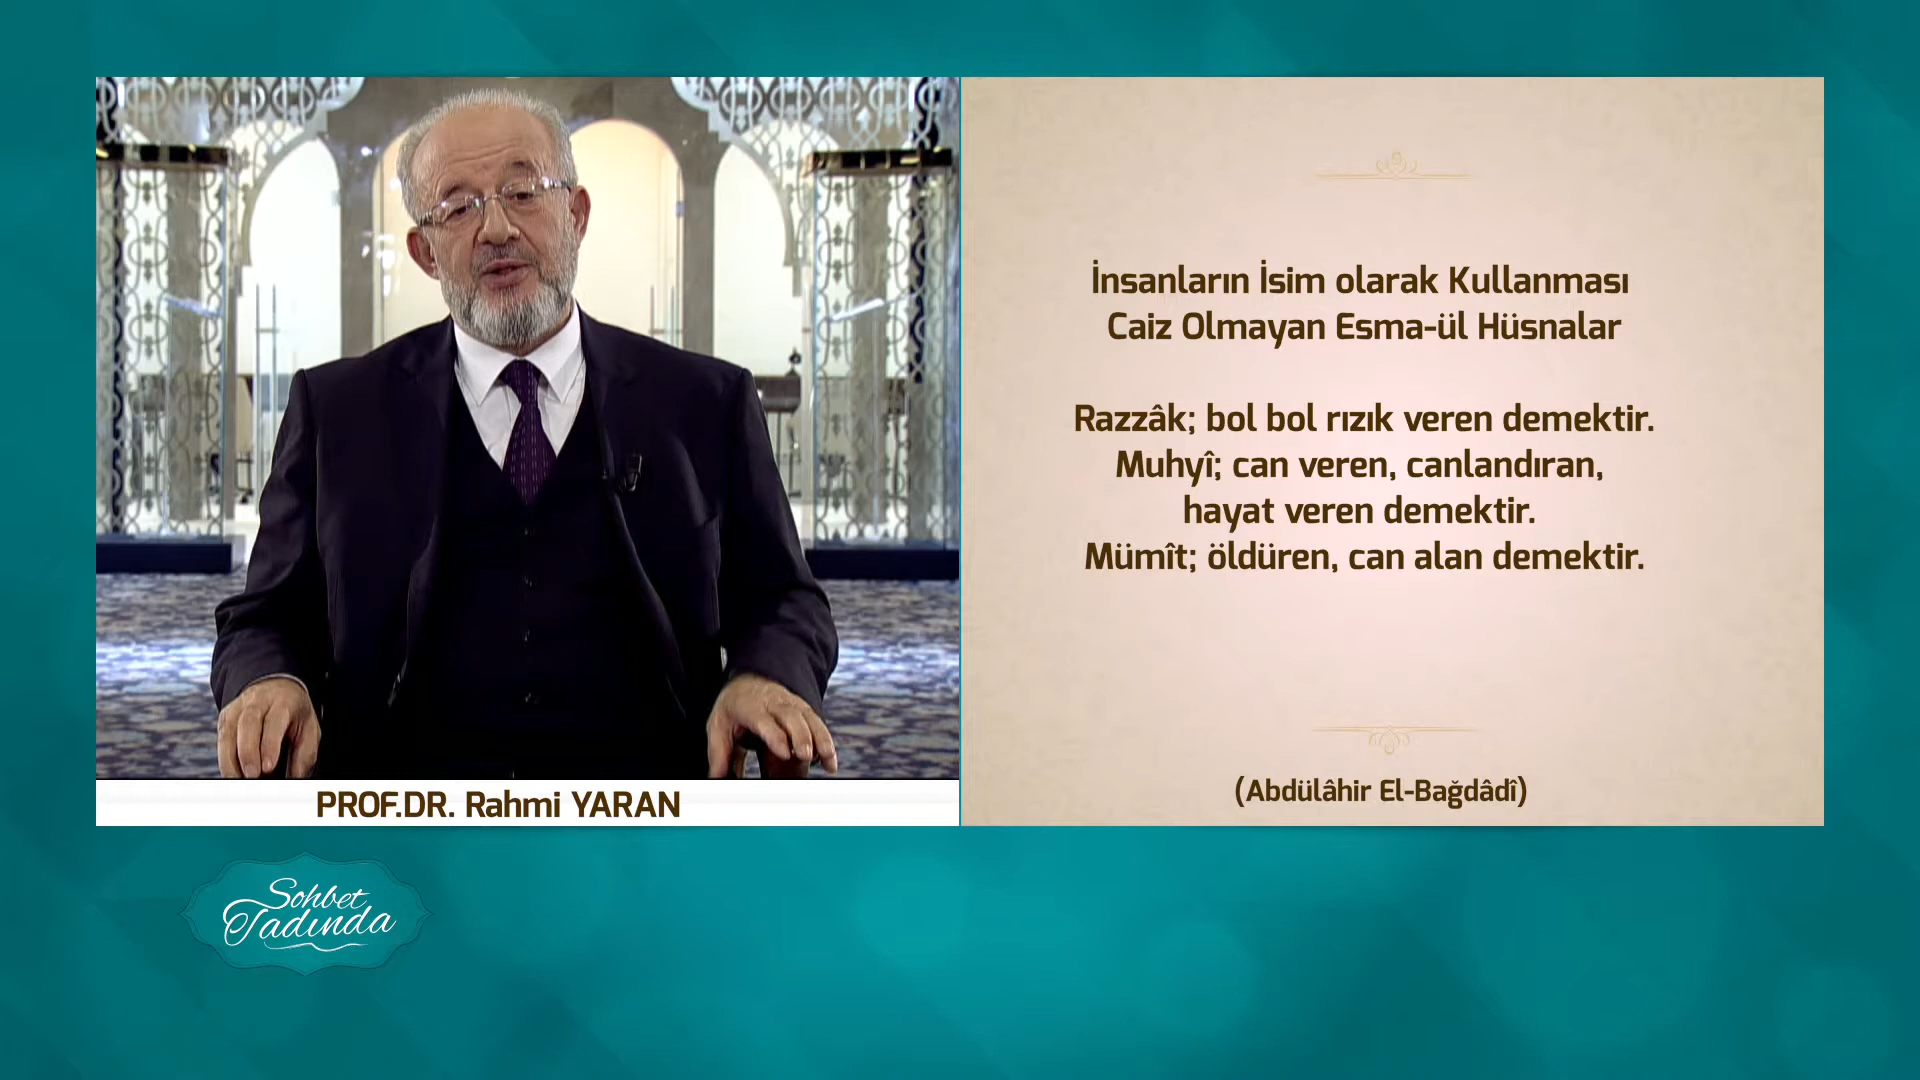 İnsanların İsim olarak Kullanması
Caiz Olmayan Esma-ül Hüsnalar
Razzâk; bol bol rızık veren demektir.
Muhyî; can veren, canlandıran,
hayat veren demektir.
Mümît; öldüren, can alan demektir.
(Abdülâhir El-Bağdâdî)
PROF.DR. Rahmi YARAN
Sohbet
Tadında